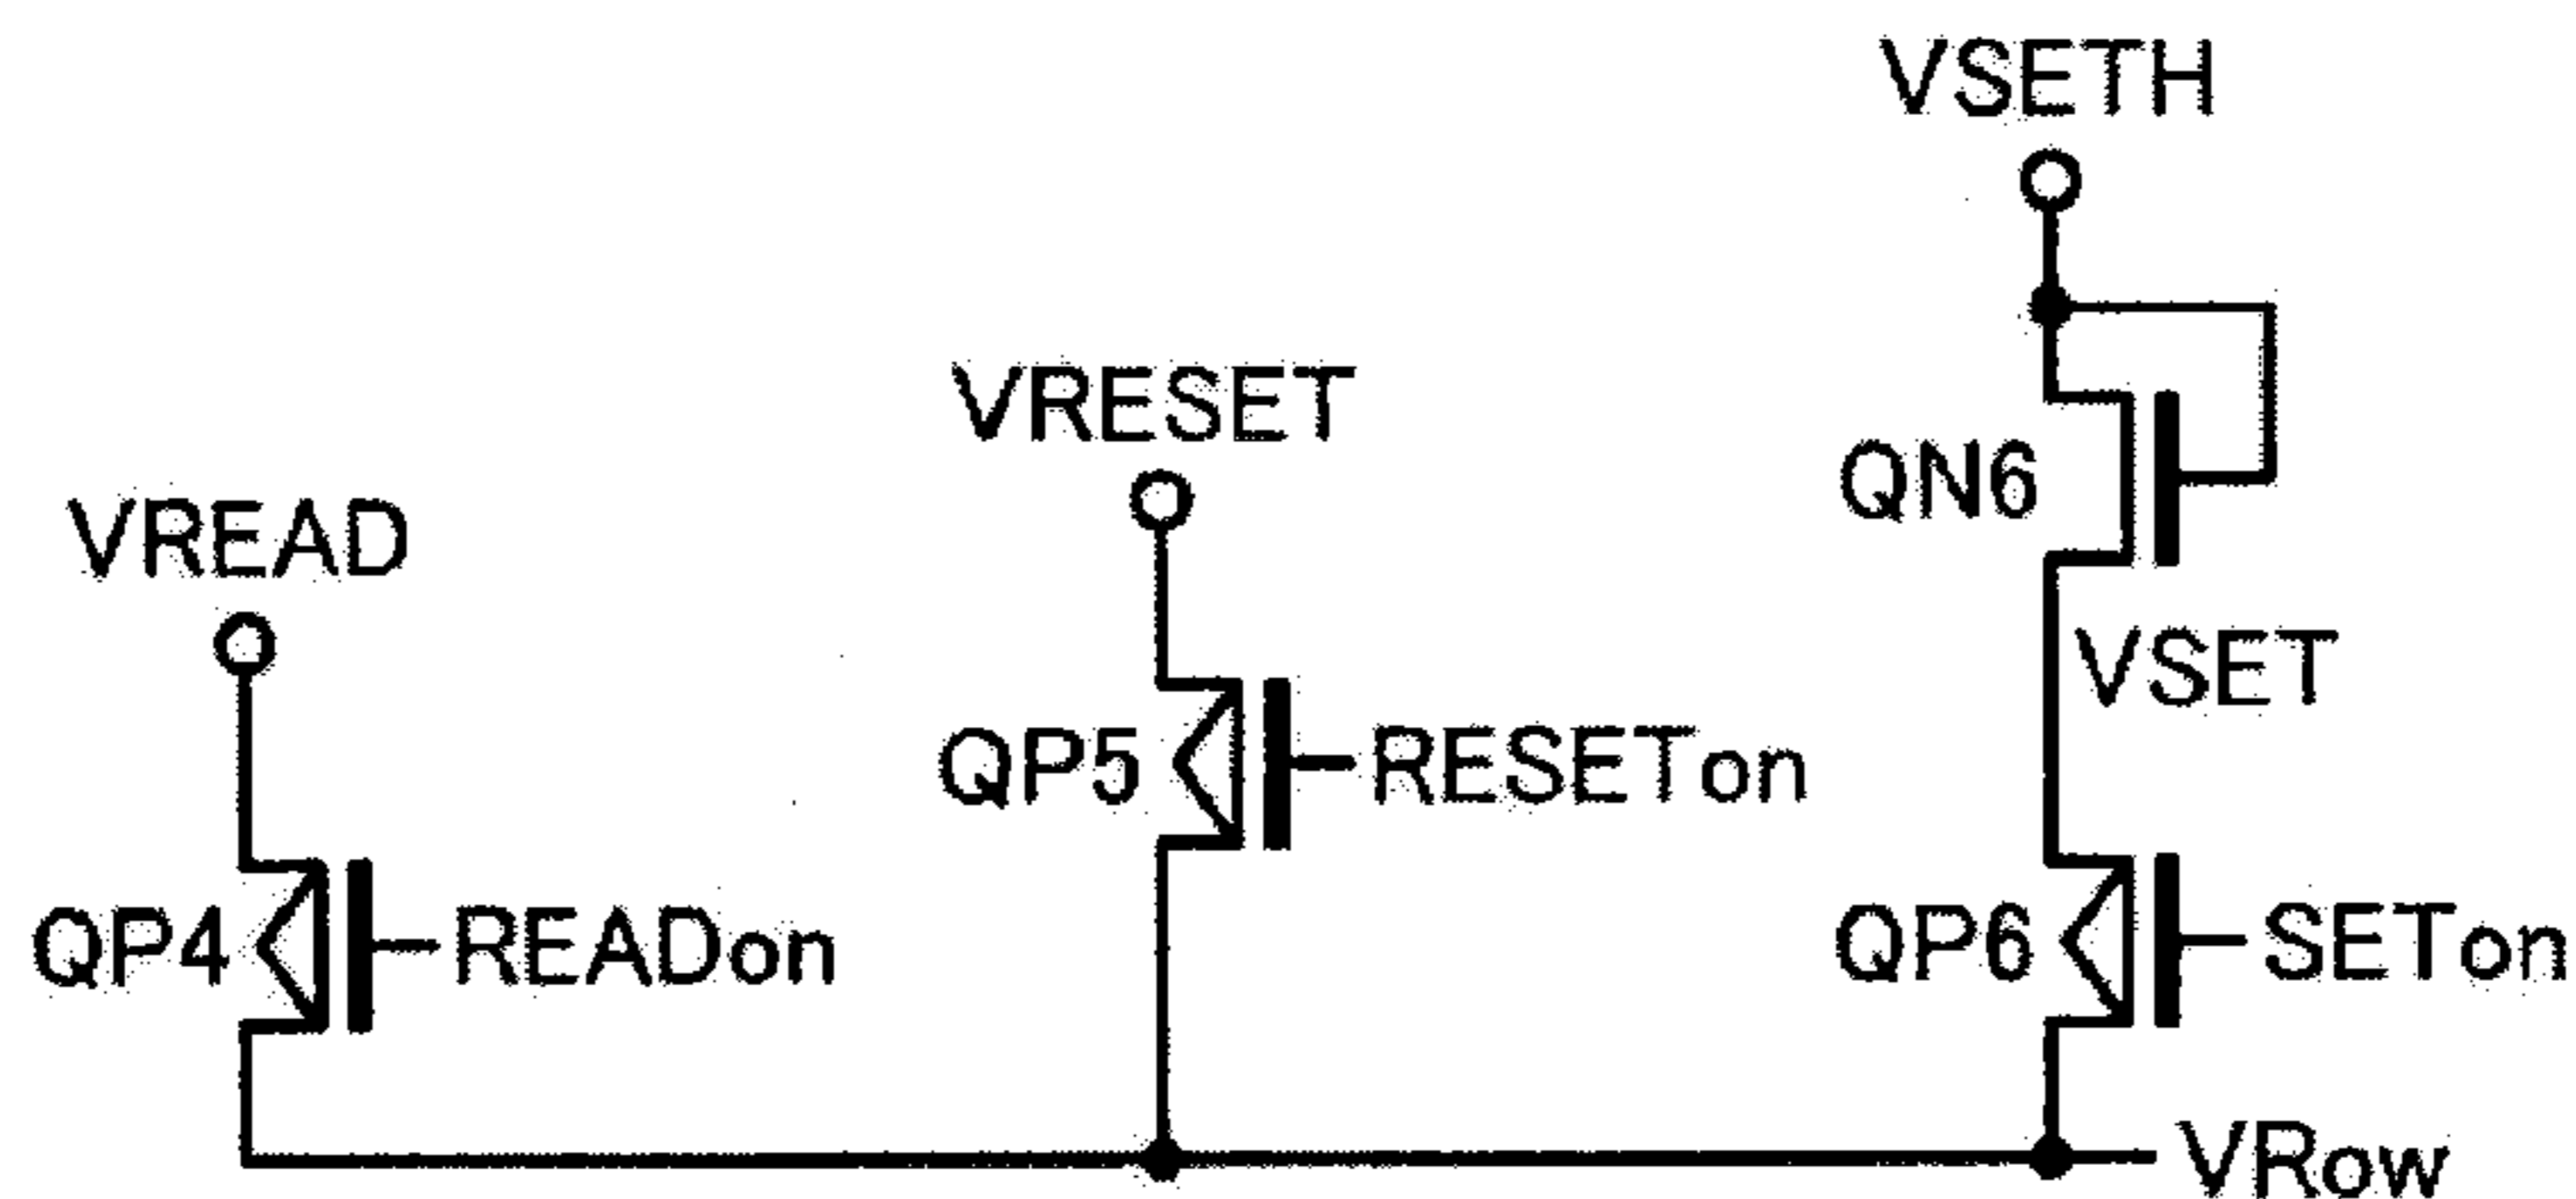 VSETH
VRESET
QN6
VREAD
VSET
QP5
RESETon
QP4
READon
QP6
SETon
VRow